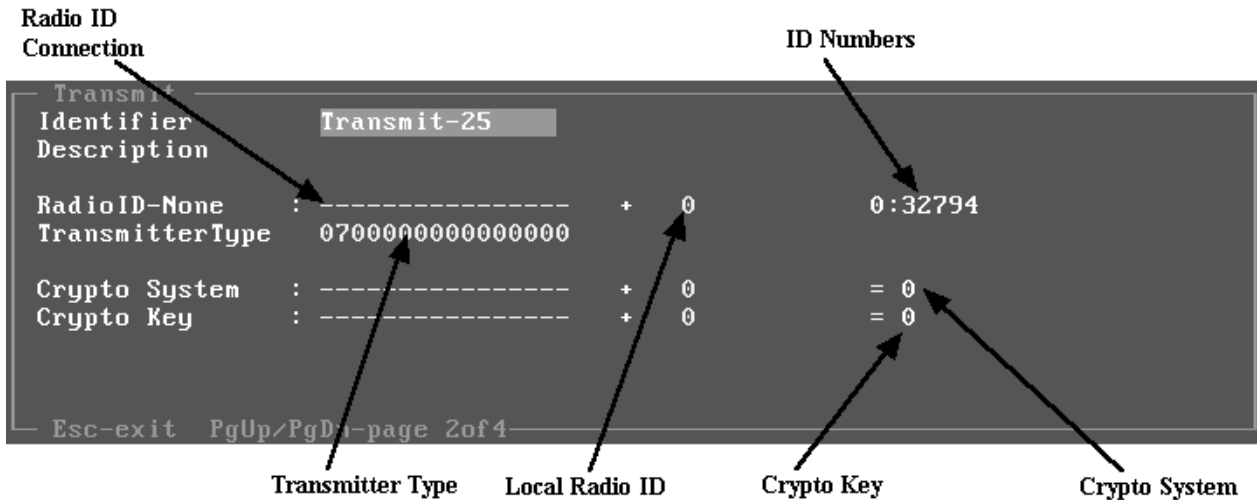 Radio ID
Connection
ID Numbers
Transmit
Identifier Transmit-25
Description
RadioID-None : ---------------- + 0 0:32794
TransmitterType 0700000000000000
Crypto System : ---------------- + 0 = 0
Crypto Key : ---------------- + 0 = 0
Esc-exit PgUp/PgDn-page 2of4
Transmitter Type Local Radio ID Crypto Key Crypto System